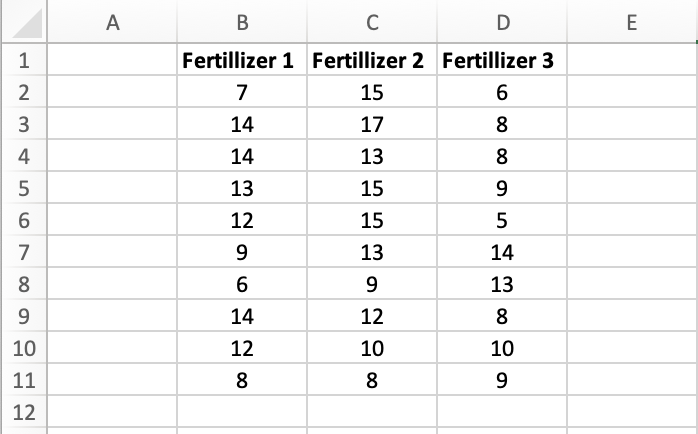 A B C D E
1 Fertillizer 1 Fertillizer 2 Fertillizer 3
2 7 15 6
3 14 17 8
4 14 13 8
5 13 15 9
6 12 15 5
7 9 13 14
8 6 9 13
9 14 12 8
10 12 10 10
11 8 8 9
12